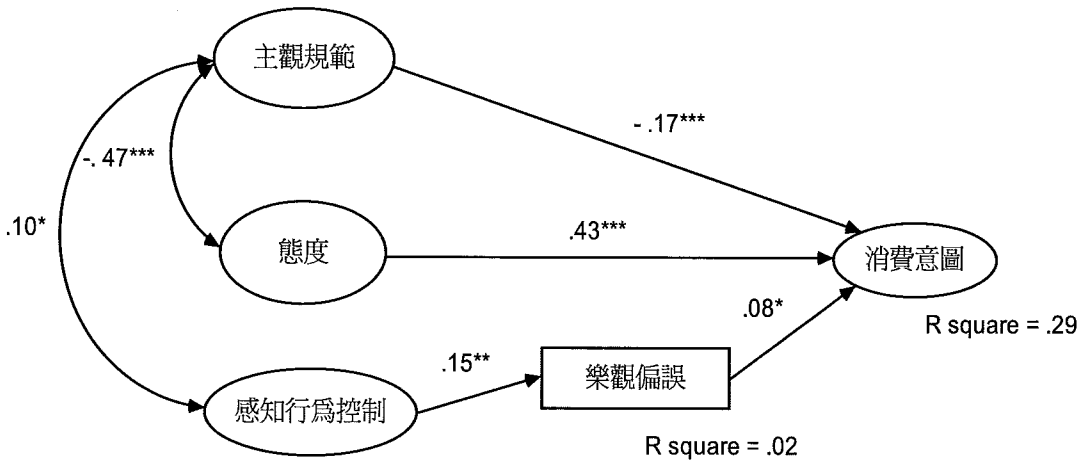 主觀規範
- .17***
-. 47***
.10*
態度
.43***
消費意圖
.08*
R square = .29
.15**
樂觀偏誤
感知行爲控制
R square = .02